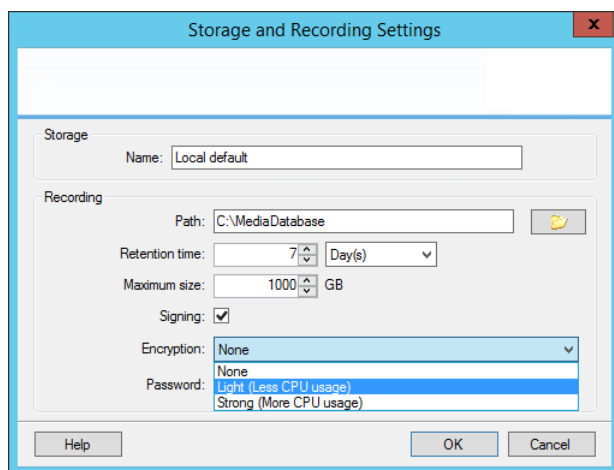 Storage and Recording Settings
x
Storage
Name: Local default
Recording
Path: C:\MediaDatabase
Retention time: 7 Day(s)
Maximum size: 1000 GB
Signing:
Encryption: None
None
Password: Light (Less CPU usage)
Strong (More CPU usage)
Help OK Cancel